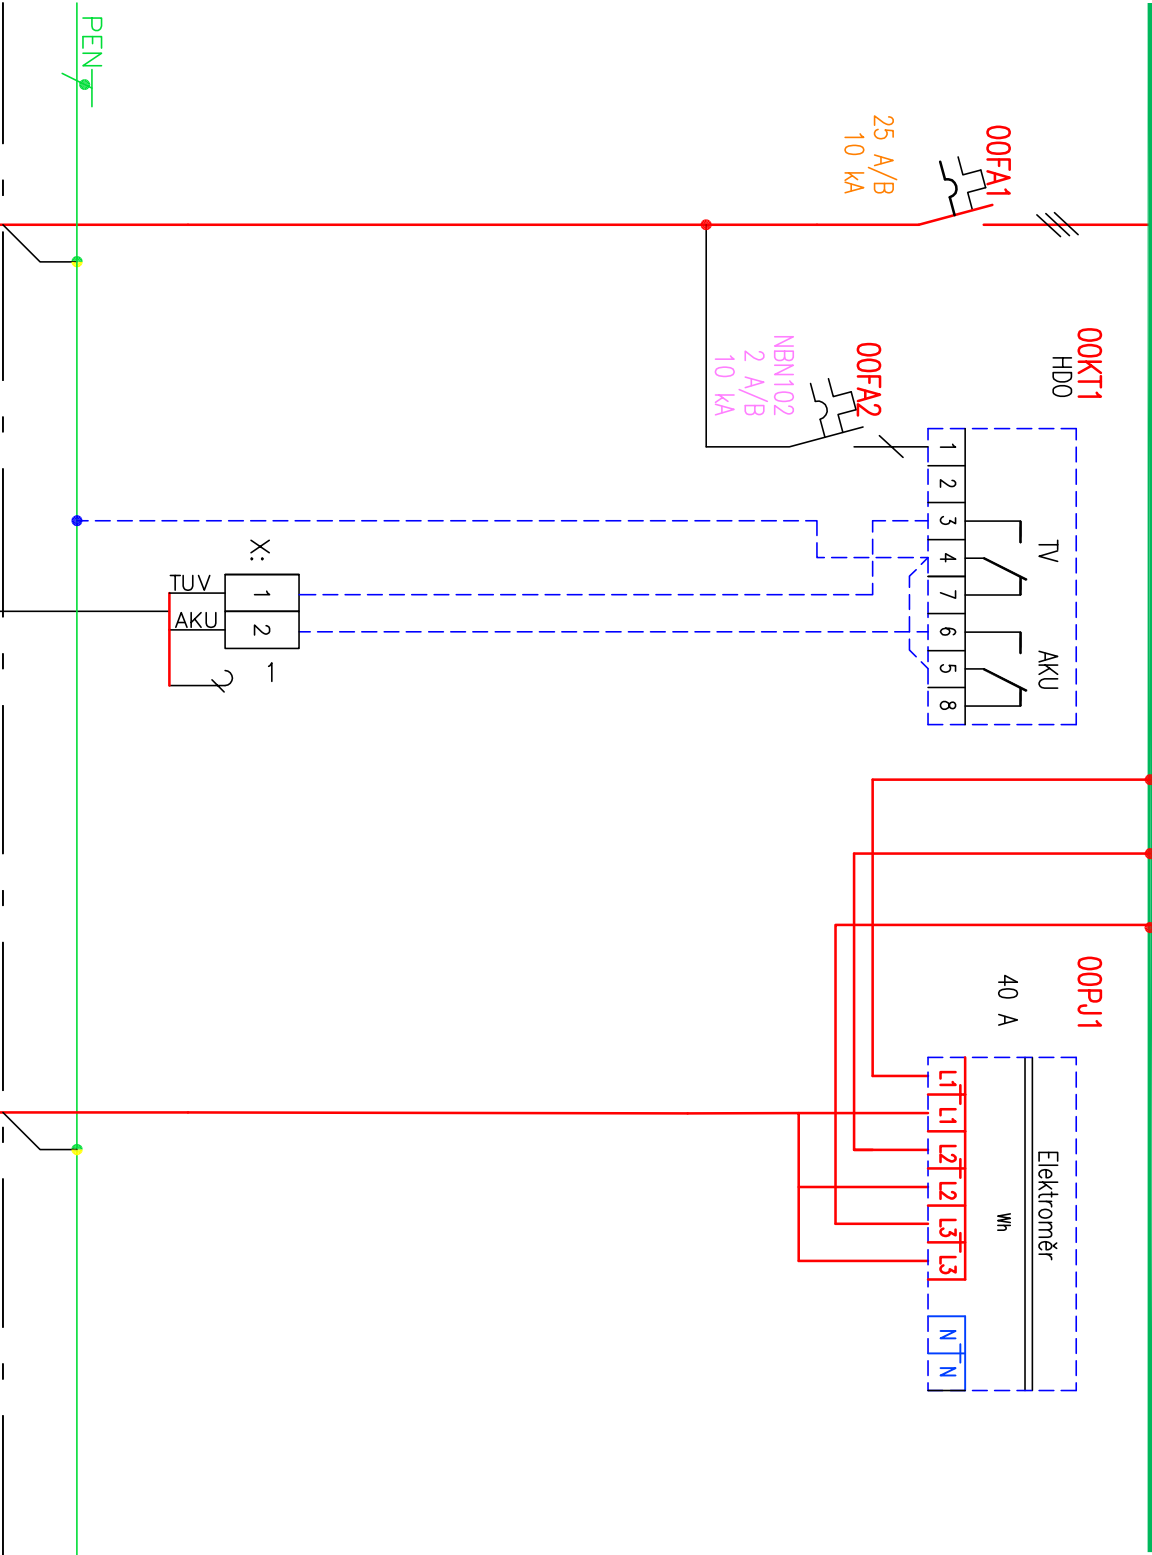 PEN
00FA1
25 A/B
10 kA
00KT1
HDO
00FA2
NBN102
2 A/B
10 kA
1
2
3
4
7
6
5
8
TV
AKU
X:
TUV
AKU
1
2
1
00PJ1
40 A
Elektroměr
Wh
L1
L1
L2
L2
L3
L3
N
N